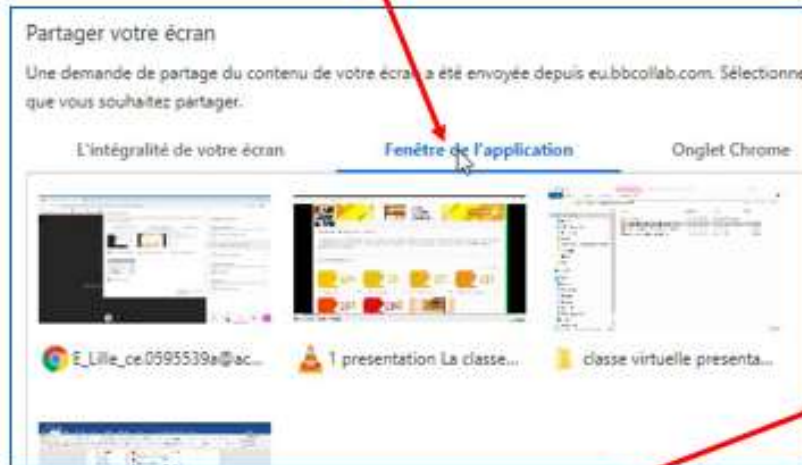 Partager votre écran
Une demande de partage du contenu de votre écran a été envoyée depuis eu.bbcollab.com. Sélectionne
que vous souhaitez partager.
L'intégralité de votre écran Fenêtre de l'application Onglet Chrome
E_Lille_ce.0595539a@ac... 1 presentation La classe... classe virtuelle presenta...